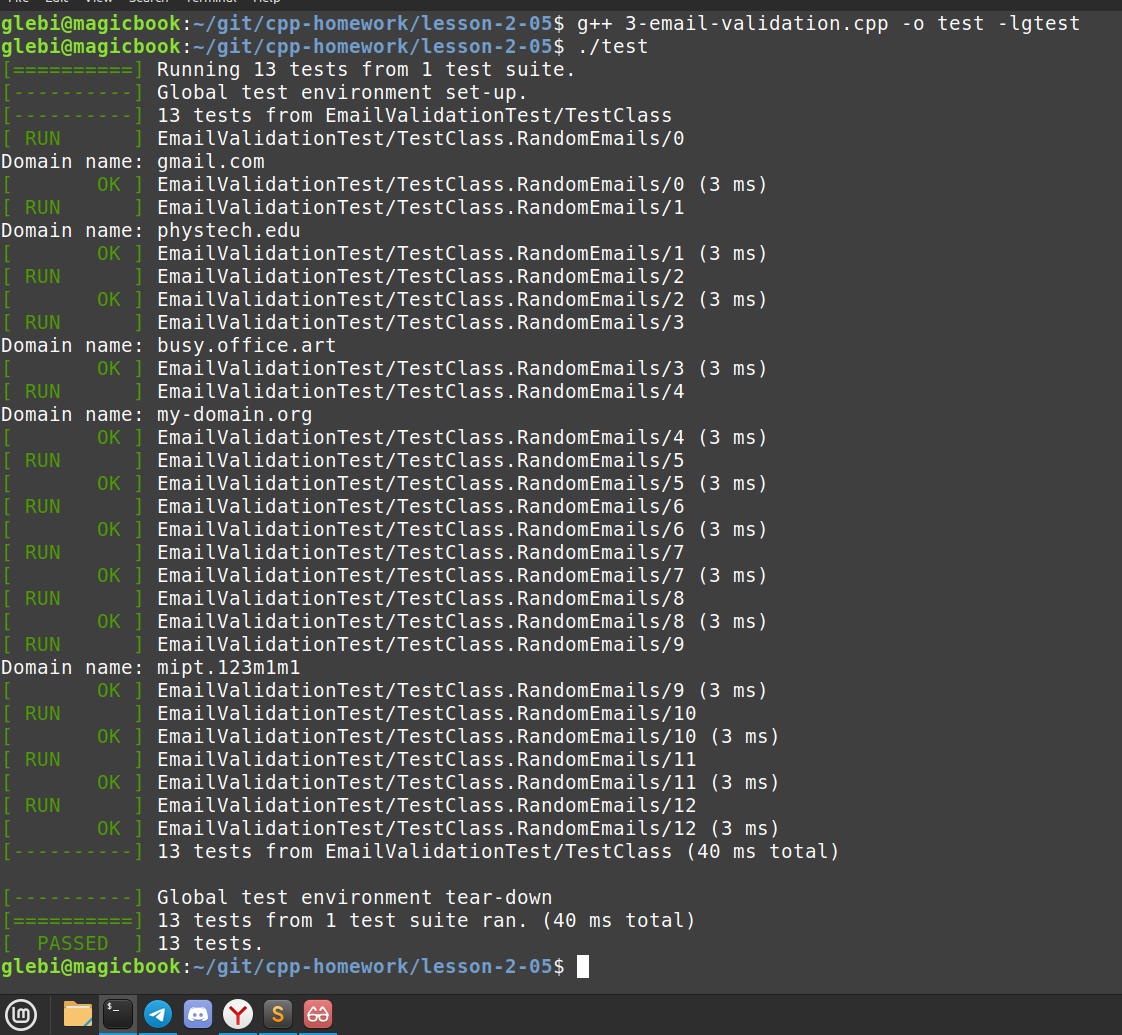 File Edit View Search Terminal Help
glebi@magicbook:~/git/cpp-homework/lesson-2-05$ g++ 3-email-validation.cpp -o test -lgtest
glebi@magicbook:~/git/cpp-homework/lesson-2-05$ ./test
[==========] Running 13 tests from 1 test suite.
[----------] Global test environment set-up.
[----------] 13 tests from EmailValidationTest/TestClass
[ RUN      ] EmailValidationTest/TestClass.RandomEmails/0
Domain name: gmail.com
[       OK ] EmailValidationTest/TestClass.RandomEmails/0 (3 ms)
[ RUN      ] EmailValidationTest/TestClass.RandomEmails/1
Domain name: phystech.edu
[       OK ] EmailValidationTest/TestClass.RandomEmails/1 (3 ms)
[ RUN      ] EmailValidationTest/TestClass.RandomEmails/2
[       OK ] EmailValidationTest/TestClass.RandomEmails/2 (3 ms)
[ RUN      ] EmailValidationTest/TestClass.RandomEmails/3
Domain name: busy.office.art
[       OK ] EmailValidationTest/TestClass.RandomEmails/3 (3 ms)
[ RUN      ] EmailValidationTest/TestClass.RandomEmails/4
Domain name: my-domain.org
[       OK ] EmailValidationTest/TestClass.RandomEmails/4 (3 ms)
[ RUN      ] EmailValidationTest/TestClass.RandomEmails/5
[       OK ] EmailValidationTest/TestClass.RandomEmails/5 (3 ms)
[ RUN      ] EmailValidationTest/TestClass.RandomEmails/6
[       OK ] EmailValidationTest/TestClass.RandomEmails/6 (3 ms)
[ RUN      ] EmailValidationTest/TestClass.RandomEmails/7
[       OK ] EmailValidationTest/TestClass.RandomEmails/7 (3 ms)
[ RUN      ] EmailValidationTest/TestClass.RandomEmails/8
[       OK ] EmailValidationTest/TestClass.RandomEmails/8 (3 ms)
[ RUN      ] EmailValidationTest/TestClass.RandomEmails/9
Domain name: mipt.123m1m1
[       OK ] EmailValidationTest/TestClass.RandomEmails/9 (3 ms)
[ RUN      ] EmailValidationTest/TestClass.RandomEmails/10
[       OK ] EmailValidationTest/TestClass.RandomEmails/10 (3 ms)
[ RUN      ] EmailValidationTest/TestClass.RandomEmails/11
[       OK ] EmailValidationTest/TestClass.RandomEmails/11 (3 ms)
[ RUN      ] EmailValidationTest/TestClass.RandomEmails/12
[       OK ] EmailValidationTest/TestClass.RandomEmails/12 (3 ms)
[----------] 13 tests from EmailValidationTest/TestClass (40 ms total)
[----------] Global test environment tear-down
[==========] 13 tests from 1 test suite ran. (40 ms total)
[  PASSED  ] 13 tests.
glebi@magicbook:~/git/cpp-homework/lesson-2-05$